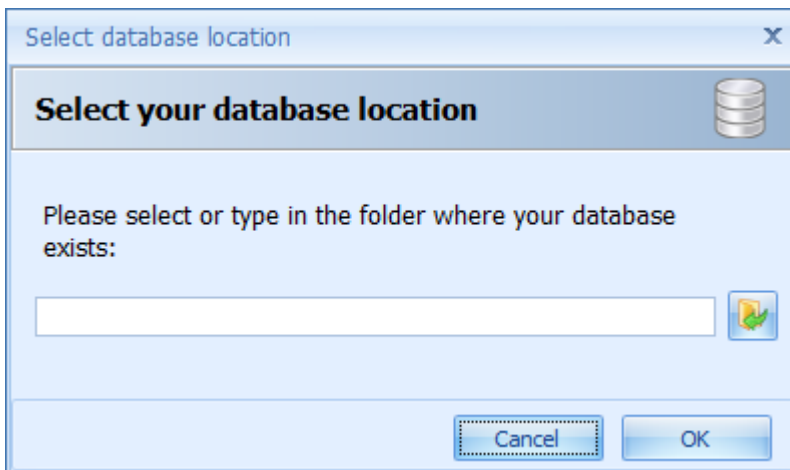 Select database location
Select your database location
Please select or type in the folder where your database
exists:
Cancel OK